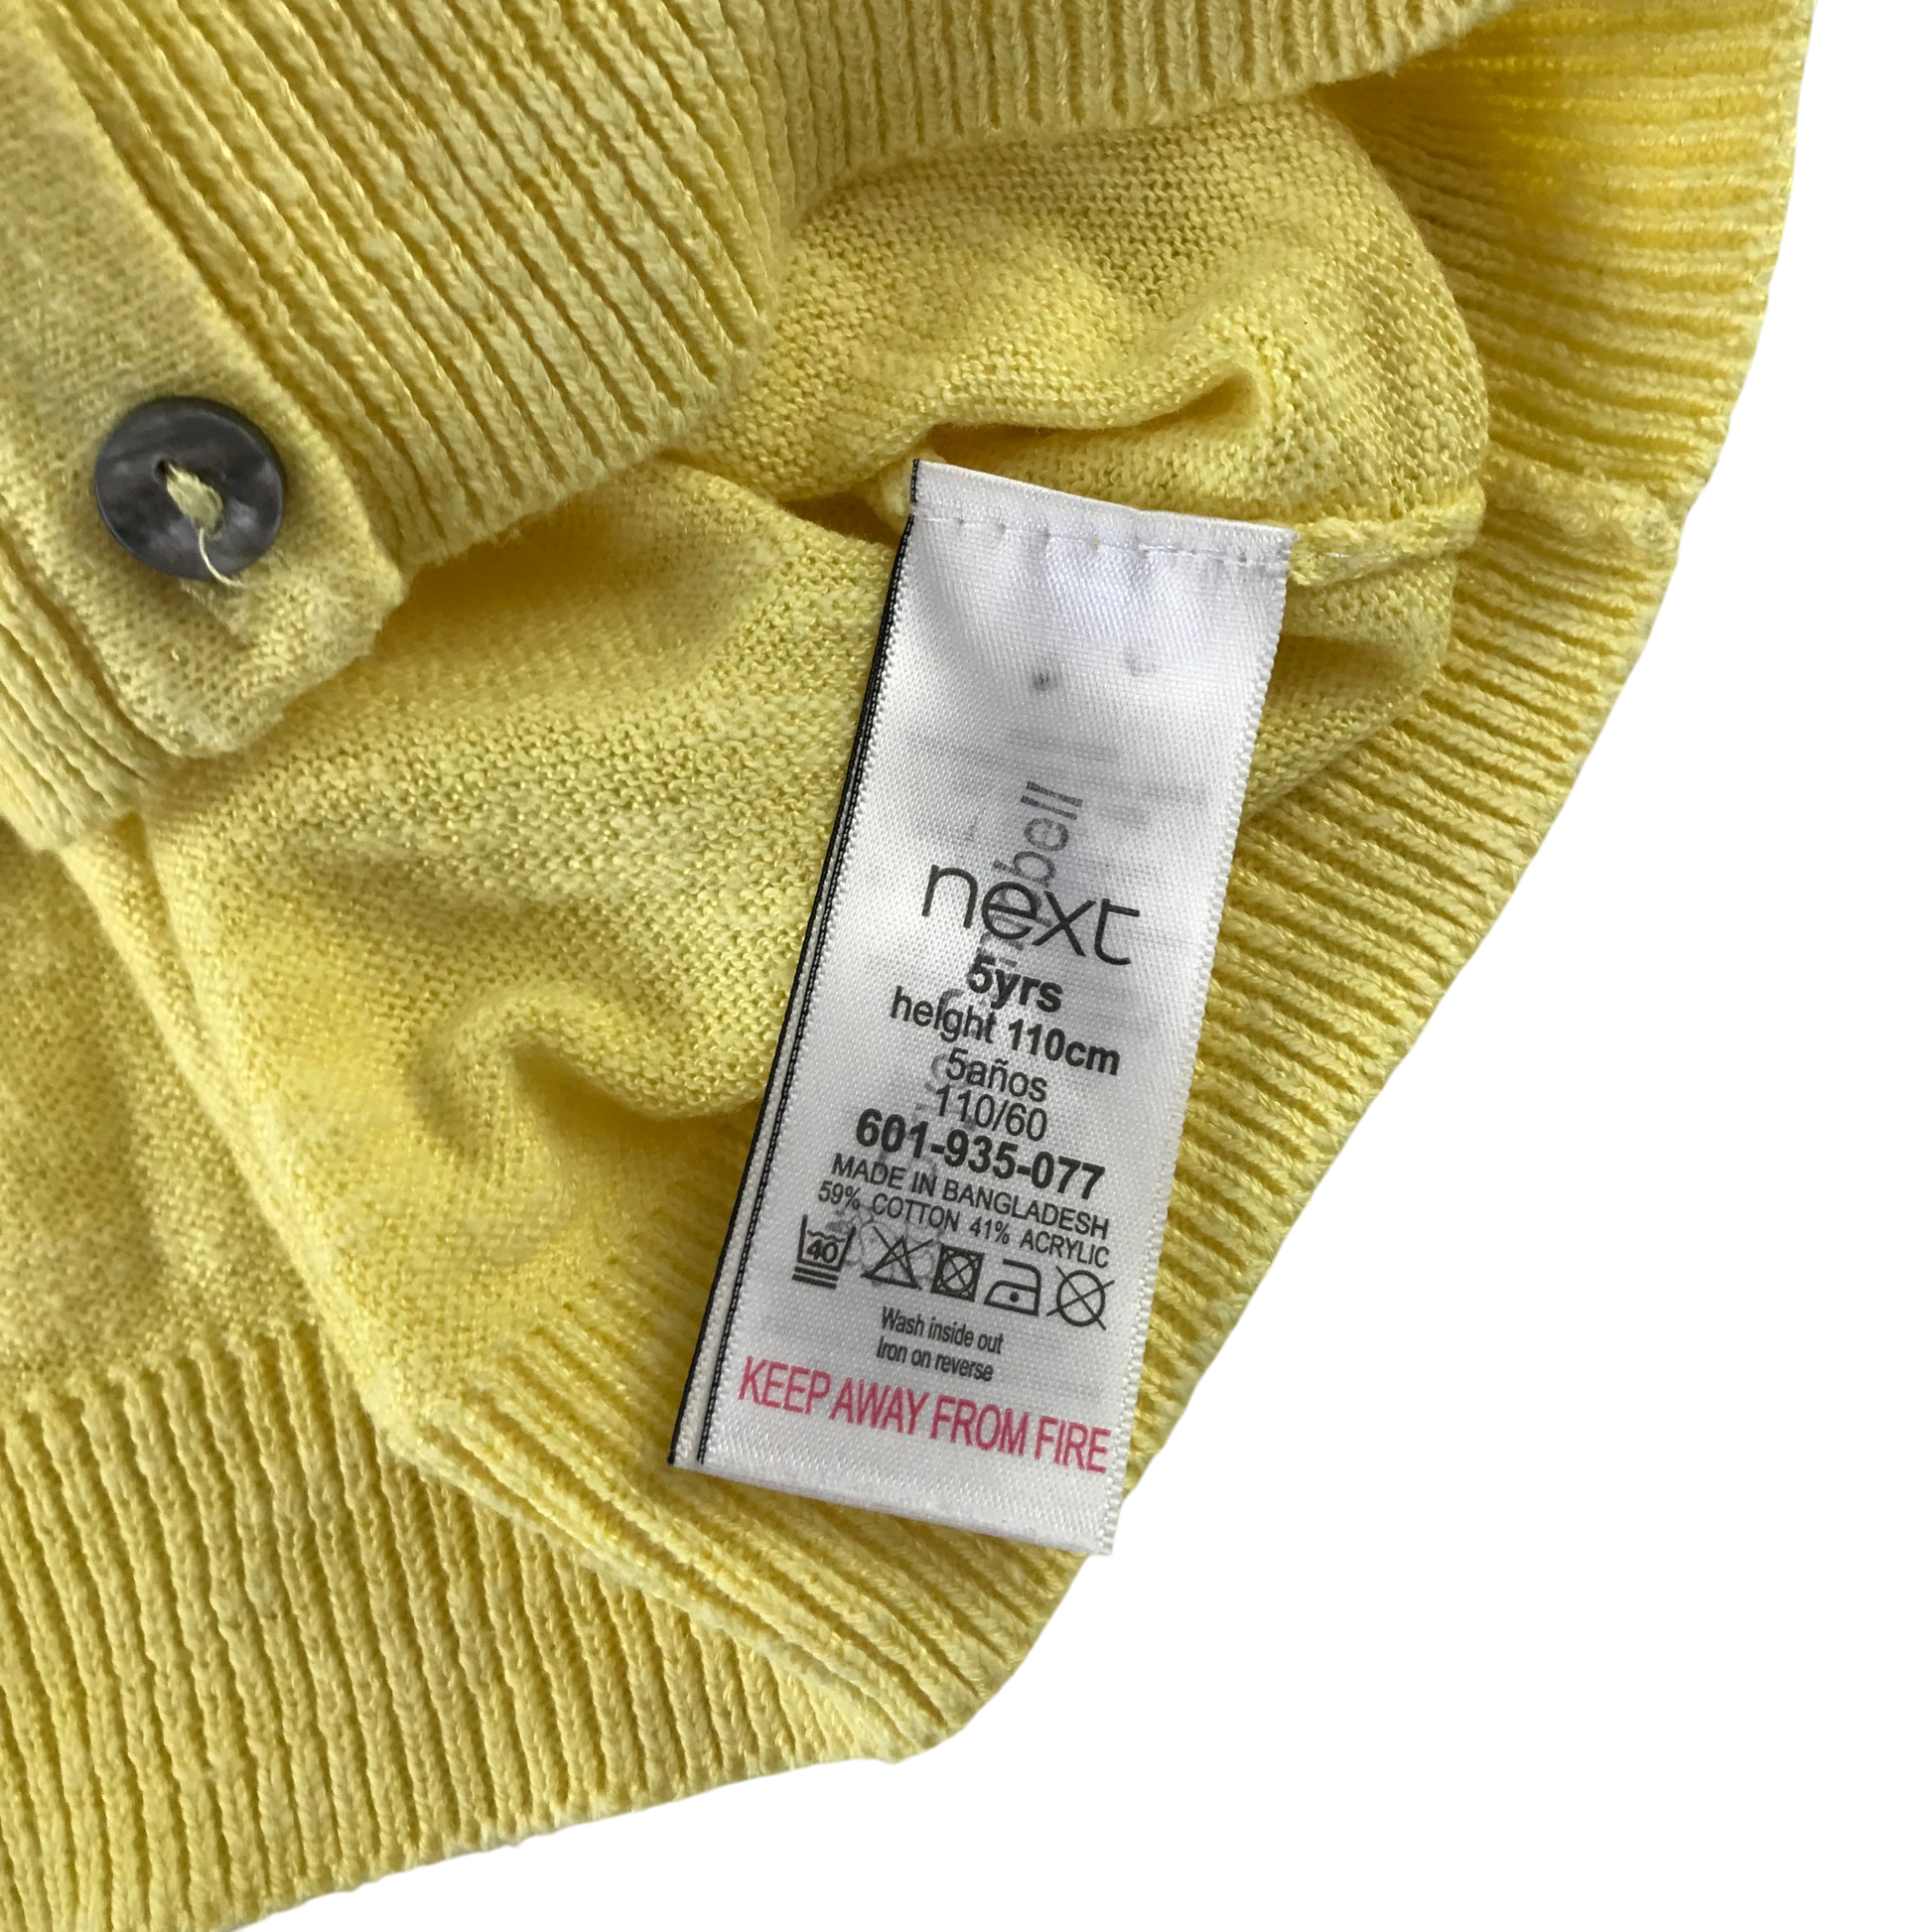 next
5yrs
height 110cm
5años
110/60
601-935-077
MADE IN BANGLADESH
59% COTTON 41% ACRYLIC
40
Wash inside out
Iron on reverse
KEEP AWAY FROM FIRE